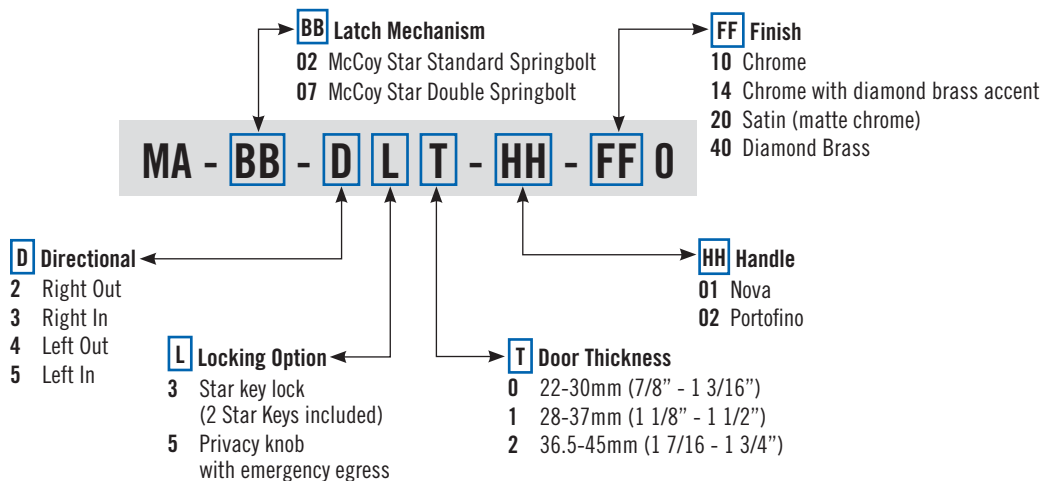 BB Latch Mechanism
02 McCoy Star Standard Springbolt
07 McCoy Star Double Springbolt
FF Finish
10 Chrome
14 Chrome with diamond brass accent
20 Satin (matte chrome)
40 Diamond Brass
MA - BB - D L T - HH - FF 0
D Directional
2 Right Out
3 Right In
4 Left Out
5 Left In
L Locking Option
3 Star key lock
(2 Star Keys included)
5 Privacy knob
with emergency egress
T Door Thickness
0 22-30mm (7/8” - 1 3/16”)
1 28-37mm (1 1/8” - 1 1/2”)
2 36.5-45mm (1 7/16 - 1 3/4”)
HH Handle
01 Nova
02 Portofino